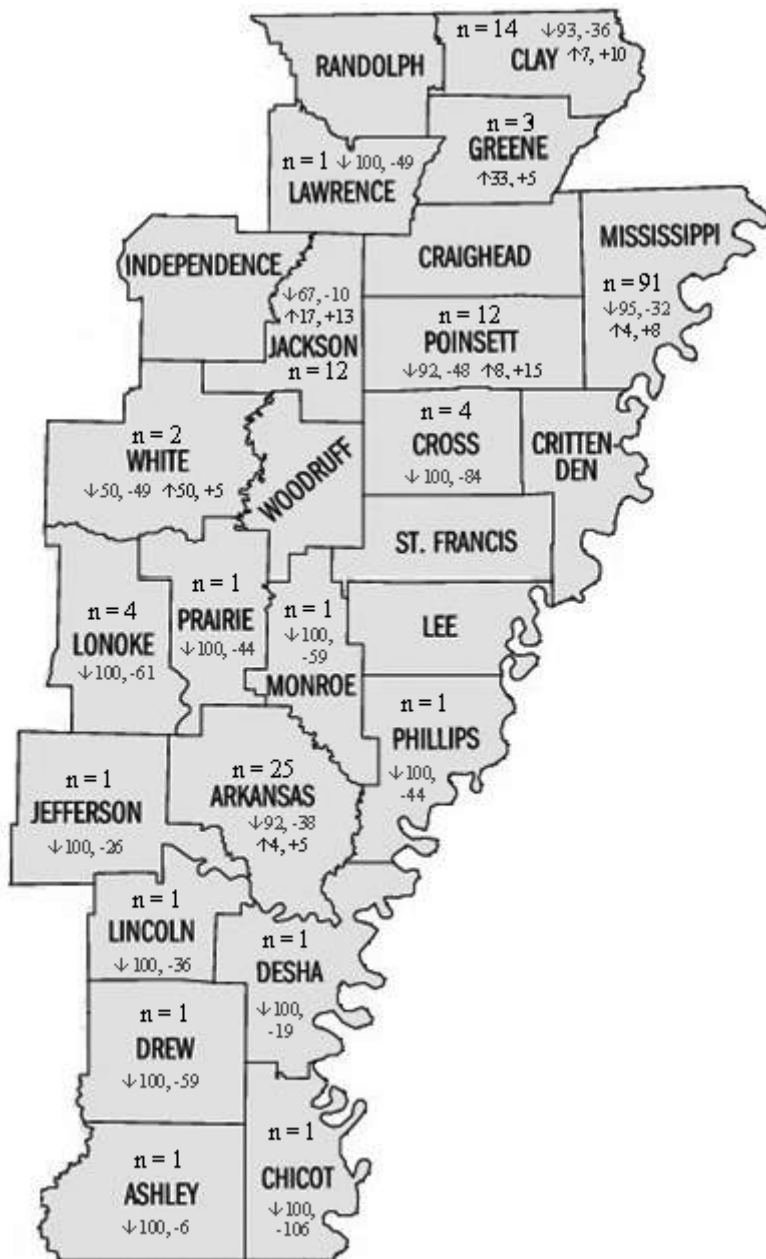 n = 14 ↓93, -36
CLAY ↑7, +10
RANDOLPH
n = 3
GREENE
↑33, +5
n = 1 ↓100, -49
LAWRENCE
MISSISSIPPI
n = 91
↓95, -32
↑4, +8
CRAIGHEAD
INDEPENDENCE
↓67, -10
↑17, +13
JACKSON
n = 12
n = 12
POINSETT
↓92, -48 ↑8, +15
n = 2
WHITE
↓50, -49 ↑50, +5
WOODRUFF
n = 4
CROSS
↓100, -84
CRITTEN-
DEN
ST. FRANCIS
n = 4
LONOKE
↓100, -61
n = 1
PRAIRIE
↓100, -44
n = 1
↓100,
-59
MONROE
LEE
n = 1
PHILLIPS
↓100,
-44
n = 1
JEFFERSON
↓100, -26
n = 25
ARKANSAS
↓92, -38
↑4, +5
n = 1
LINCOLN
↓100, -36
n = 1
DESHA
↓100,
-19
n = 1
DREW
↓100, -59
n = 1
ASHLEY
↓100, -6
n = 1
CHICOT
↓100,
-106